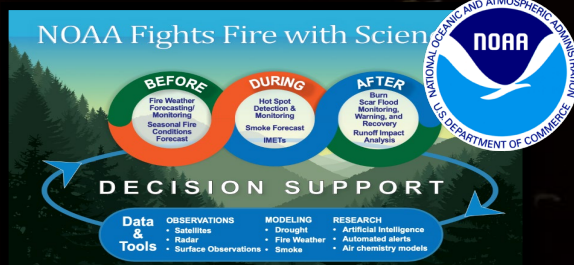 NOAA Fights Fire with Scienc
NATIONAL OCEANIC AND ATMOSPHERIC ADMINISTRATION
NOAA
U.S. DEPARTMENT OF COMMERCE
BEFORE
Fire Weather
Forecasting/
Monitoring
Seasonal Fire
Conditions
Forecast
DURING
Hot Spot
Detection &
Monitoring
Smoke Forecast
IMETs
AFTER
Burn
Scar Flood
Monitoring,
Warning, and
Recovery
Runoff Impact
Analysis
DECISION SUPPORT
Data
&
Tools
OBSERVATIONS
• Satellites
• Radar
• Surface Observations
MODELING
• Drought
• Fire Weather
• Smoke
RESEARCH
• Artificial Intelligence
• Automated alerts
• Air chemistry models